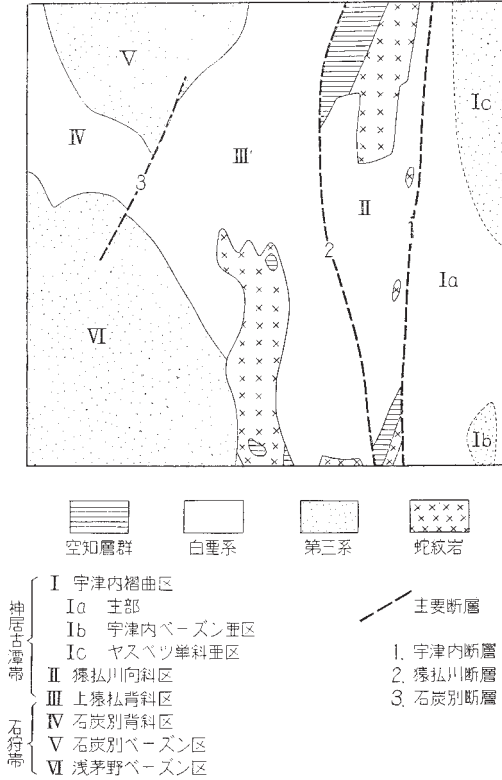 V
Ic
IV
III
3
II
1
2
Ia
VI
Ib
空知層群
白亜系
第三系
蛇紋岩
神居古潭帯
I 宇津内褶曲区
Ia 主部
Ib 宇津内ベーズン亜区
Ic ヤスベツ単斜亜区
II 猿払川向斜区
III 上猿払背斜区
石狩帯
IV 石炭別背斜区
V 石炭別ベーズン区
VI 浅茅野ベーズン区
主要断層
1. 宇津内断層
2. 猿払川断層
3. 石炭別断層